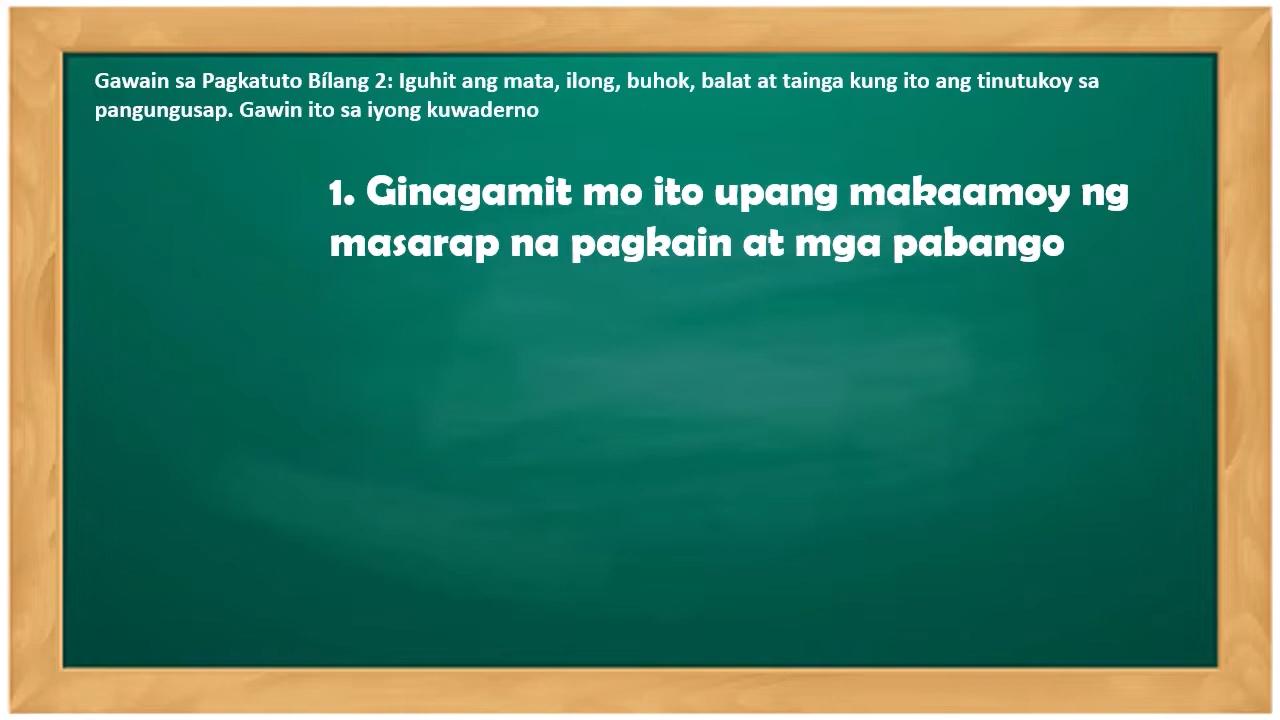 Gawain sa Pagkatuto Bílang 2: Iguhit ang mata, ilong, buhok, balat at tainga kung ito ang tinutukoy sa
pangungusap. Gawin ito sa iyong kuwaderno
1. Ginagamit mo ito upang makaamoy ng
masarap na pagkain at mga pabango